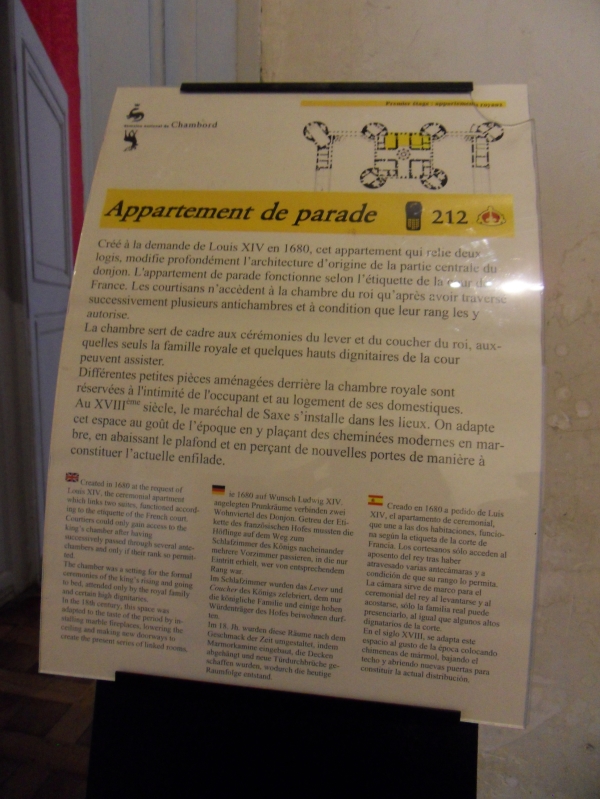 Premier étage : appartements royaux
Domaine national de Chambord
Appartement de parade 212
Créé à la demande de Louis XIV en 1680, cet appartement qui relie deux
logis, modifie profondément l'architecture d'origine de la partie centrale du
donjon. L'appartement de parade fonctionne selon l'étiquette de la cour de
France. Les courtisans n'accèdent à la chambre du roi qu'après avoir traversé
successivement plusieurs antichambres et à condition que leur rang les y
autorise.
La chambre sert de cadre aux cérémonies du lever et du coucher du roi, aux-
quelles seuls la famille royale et quelques hauts dignitaires de la cour
peuvent assister.
Différentes petites pièces aménagées derrière la chambre royale sont
réservées à l'intimité de l'occupant et au logement de ses domestiques.
Au XVIIIème siècle, le maréchal de Saxe s'installe dans les lieux. On adapte
cet espace au goût de l'époque en y plaçant des cheminées modernes en mar-
bre, en abaissant le plafond et en perçant de nouvelles portes de manière à
constituer l'actuelle enfilade.
Created in 1680 at the request of
Louis XIV, the ceremonial apartment
which links two suites, functioned accord-
ing to the etiquette of the French court.
Courtiers could only gain access to the
king's chamber after having
successively passed through several ante-
chambers and only if their rank so permit-
ted.
The chamber was a setting for the formal
ceremonies of the king's rising and going
to bed, attended only by the royal family
and certain high dignitaries.
In the 18th century, this space was
adapted to the taste of the period by in-
stalling marble fireplaces, lowering the
ceiling and making new doorways to
create the present series of linked rooms.
ie 1680 auf Wunsch Ludwig XIV.
angelegten Prunkräume verbinden zwei
Wohnviertel des Donjon. Getreu der Eti-
kette des französischen Hofes mussten die
Höflinge auf dem Weg zum
Schlafzimmer des Königs nacheinander
mehrere Vorzimmer passieren, in die nur
Eintritt erhielt, wer von entsprechendem
Rang war.
Im Schlafzimmer wurden das Lever und
Coucher des Königs zelebriert, dem nur
die königliche Familie und einige hohen
Würdenträger des Hofes beiwohnen durf-
ten.
Im 18. Jh. wurden diese Räume nach dem
Geschmack der Zeit umgestaltet, indem
Marmorkamine eingebaut, die Decken
abgehängt und neue Türdurchbrüche ge-
schaffen wurden, wodurch die heutige
Raumfolge entstand
Creado en 1680 a pedido de Luis
XIV, el apartamento de ceremonial,
que une a las dos habitaciones, funcio-
na según la etiqueta de la corte de
Francia. Los cortesanos sólo acceden al
aposento del rey tras haber
atravesado varias antecámaras y a
condición de que su rango lo permita.
La cámara sirve de marco para el
ceremonial del rey al levantarse y al
acostarse, sólo la familia real puede
presenciarlo, al igual que algunos altos
dignatarios de la corte.
En el siglo XVIII, se adapta este
espacio al gusto de la época colocando
chimeneas de mármol, bajando el
techo y abriendo nuevas puertas para
constituir la actual distribución.